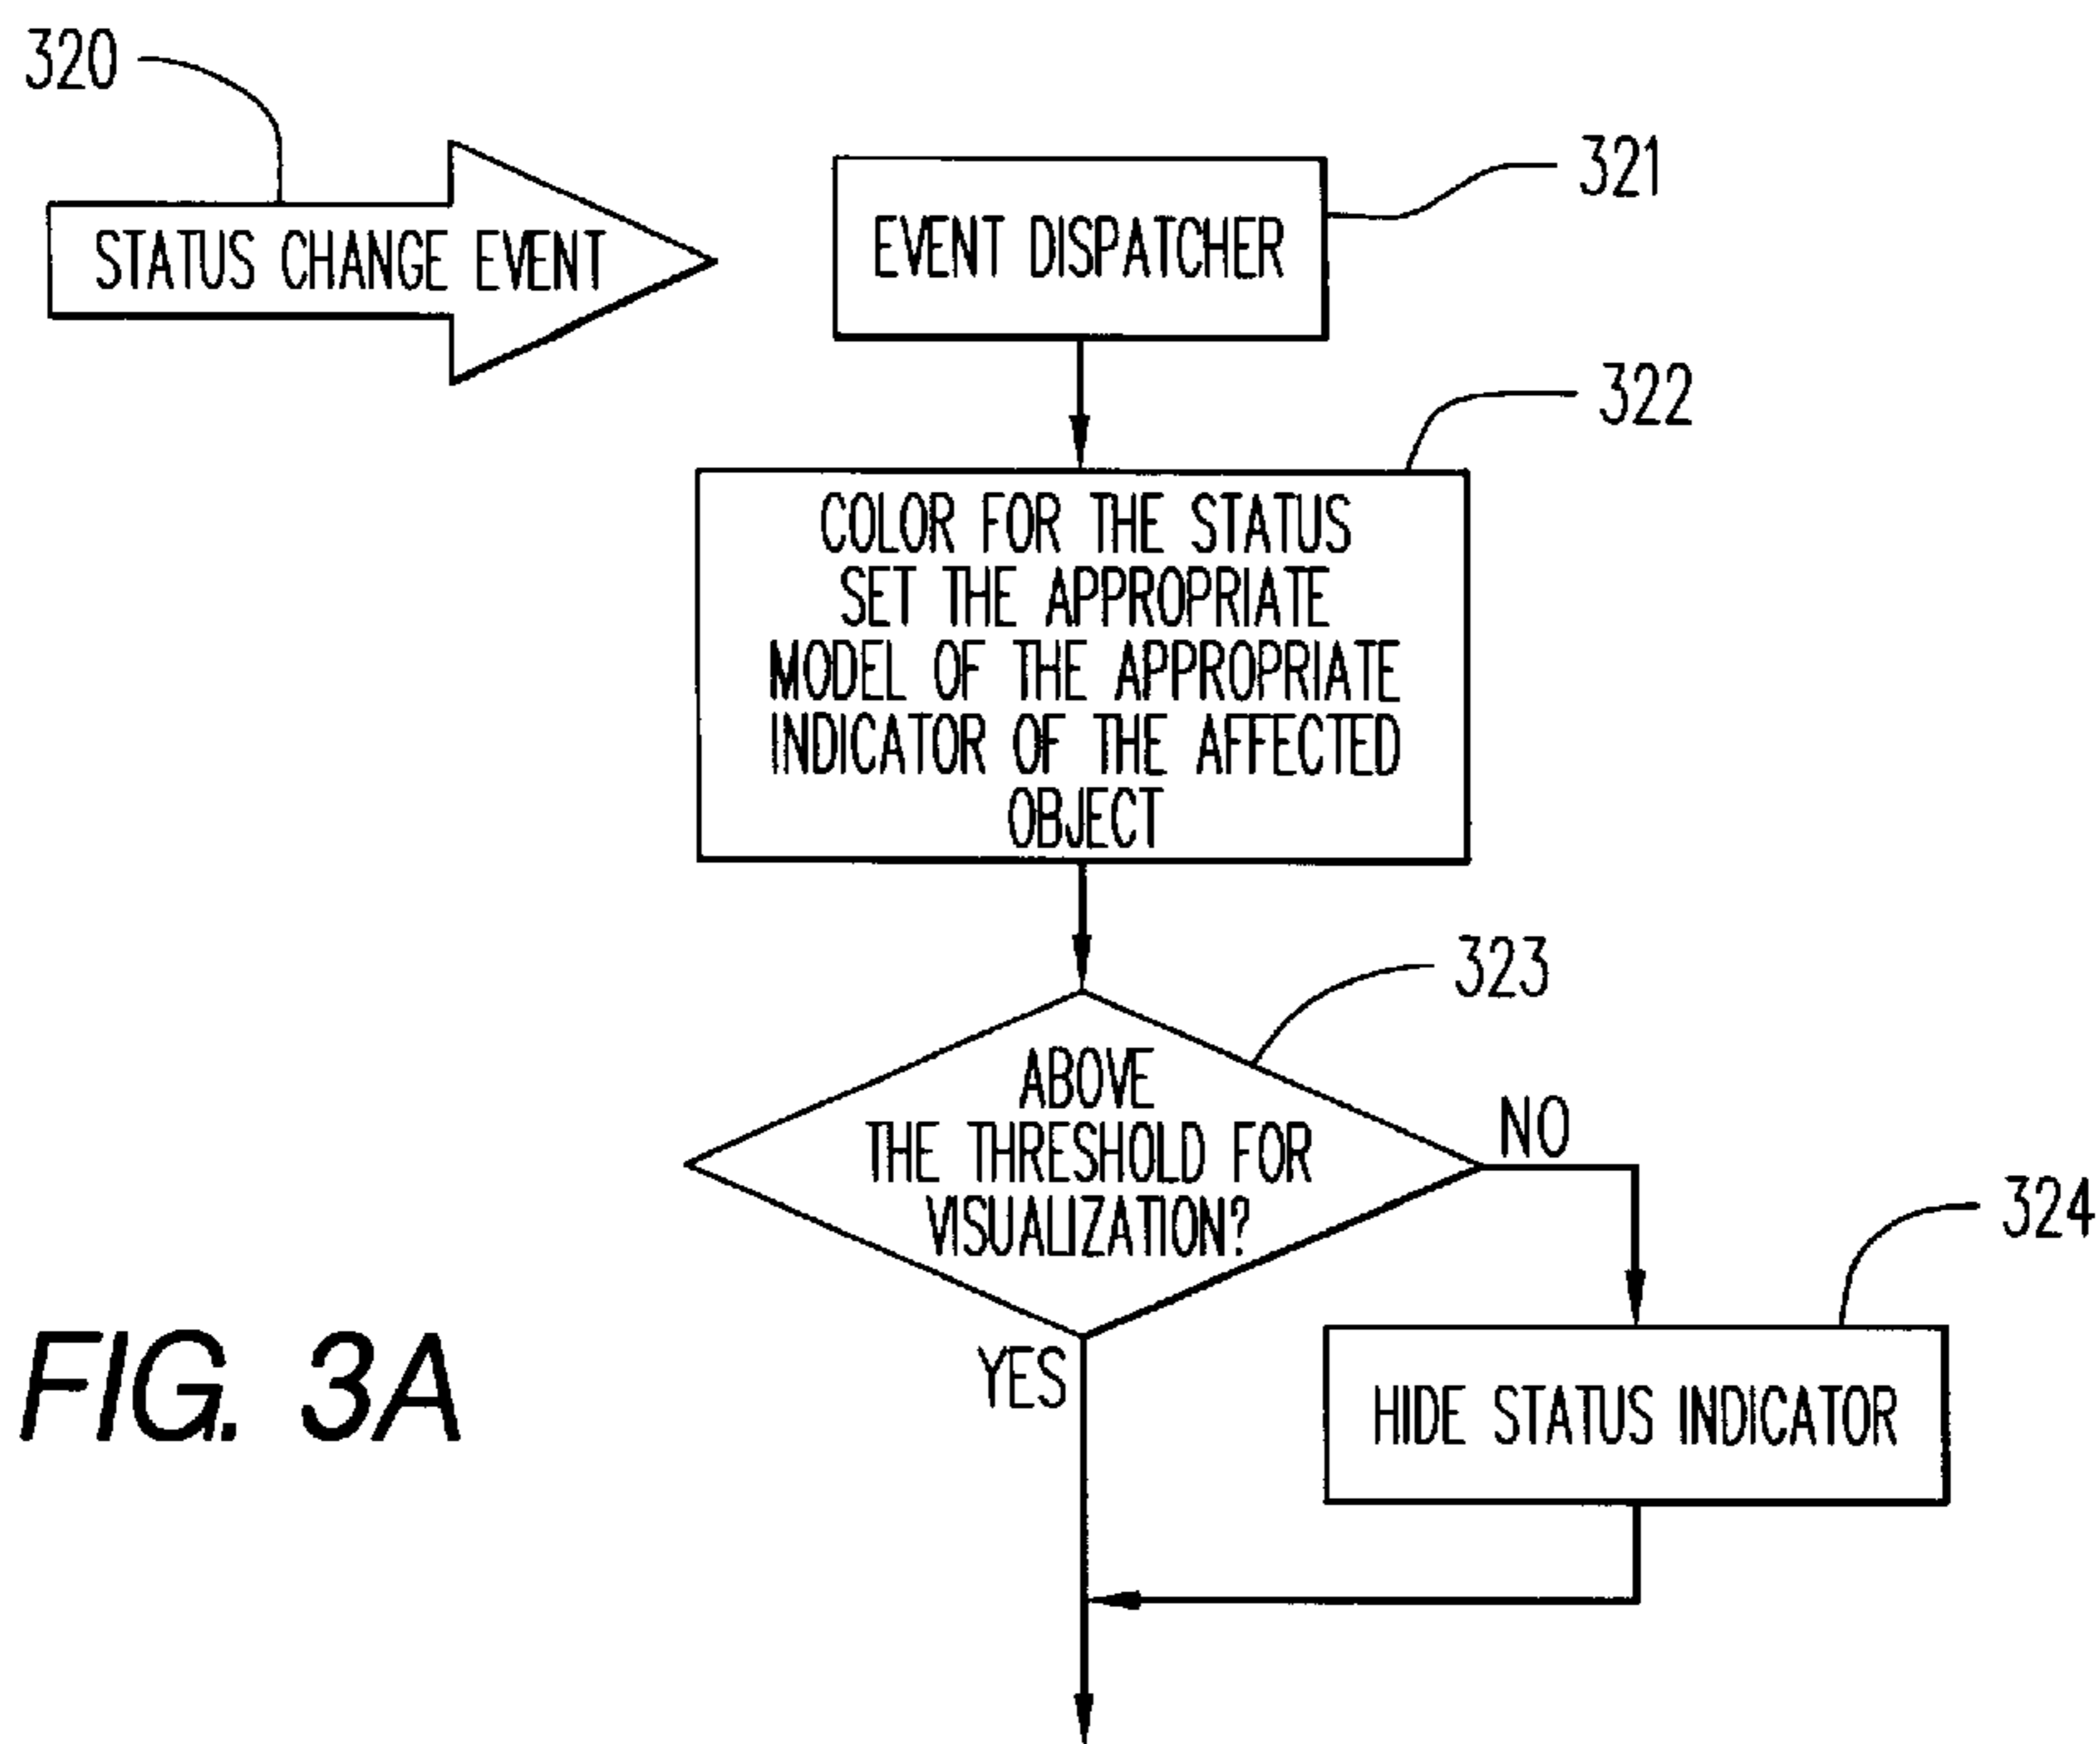 320
STATUS CHANGE EVENT
EVENT DISPATCHER
321
322
COLOR FOR THE STATUS
SET THE APPROPRIATE
MODEL OF THE APPROPRIATE
INDICATOR OF THE AFFECTED
OBJECT
323
ABOVE
THE THRESHOLD FOR
VISUALIZATION?
NO
YES
324
HIDE STATUS INDICATOR
FIG. 3A